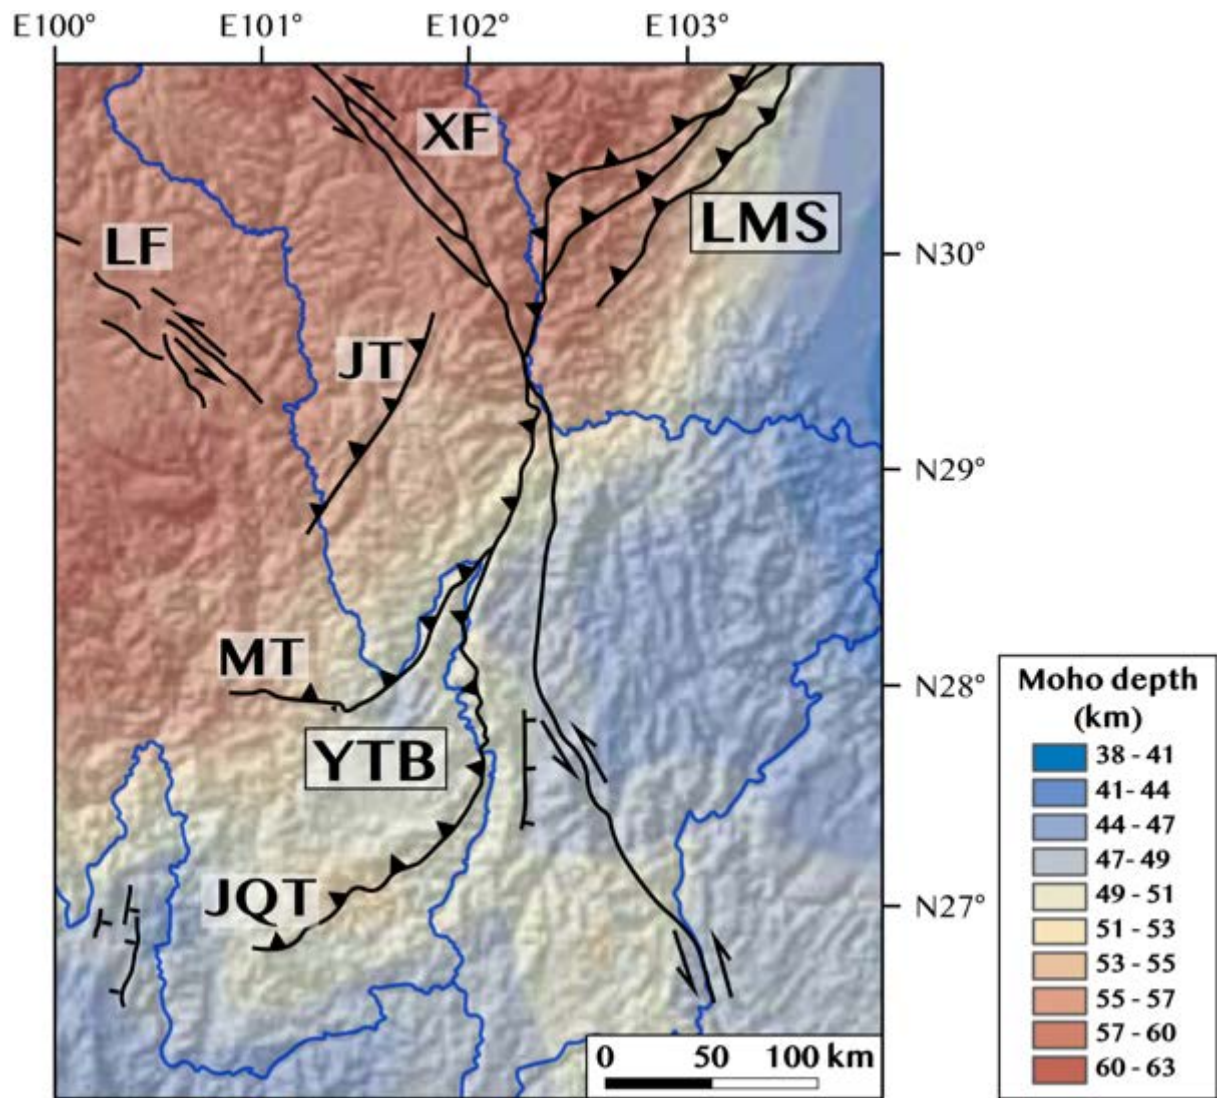 E100° E101° E102° E103°
XF
LMS
LF
N30°
JT
N29°
MT
N28°
YTB
JQT
N27°
0 50 100 km
Moho depth
(km)
38 - 41
41 - 44
44 - 47
47 - 49
49 - 51
51 - 53
53 - 55
55 - 57
57 - 60
60 - 63